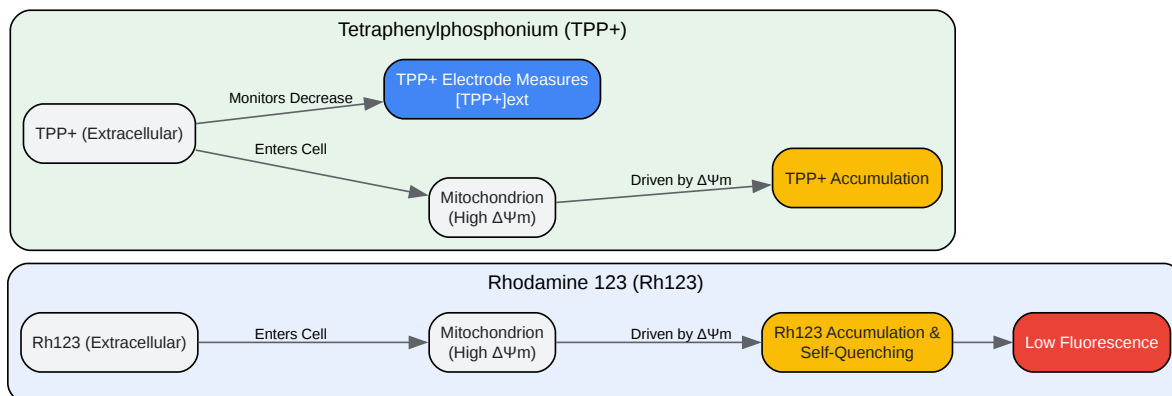 Tetraphenylphosphonium (TPP+)
TPP+ (Extracellular)
Monitors Decrease
TPP+ Electrode Measures
[TPP+]ext
Enters Cell
Mitochondrion
(High ΔΨm)
Driven by ΔΨm
TPP+ Accumulation
Rhodamine 123 (Rh123)
Rh123 (Extracellular)
Enters Cell
Mitochondrion
(High ΔΨm)
Driven by ΔΨm
Rh123 Accumulation &
Self-Quenching
Low Fluorescence